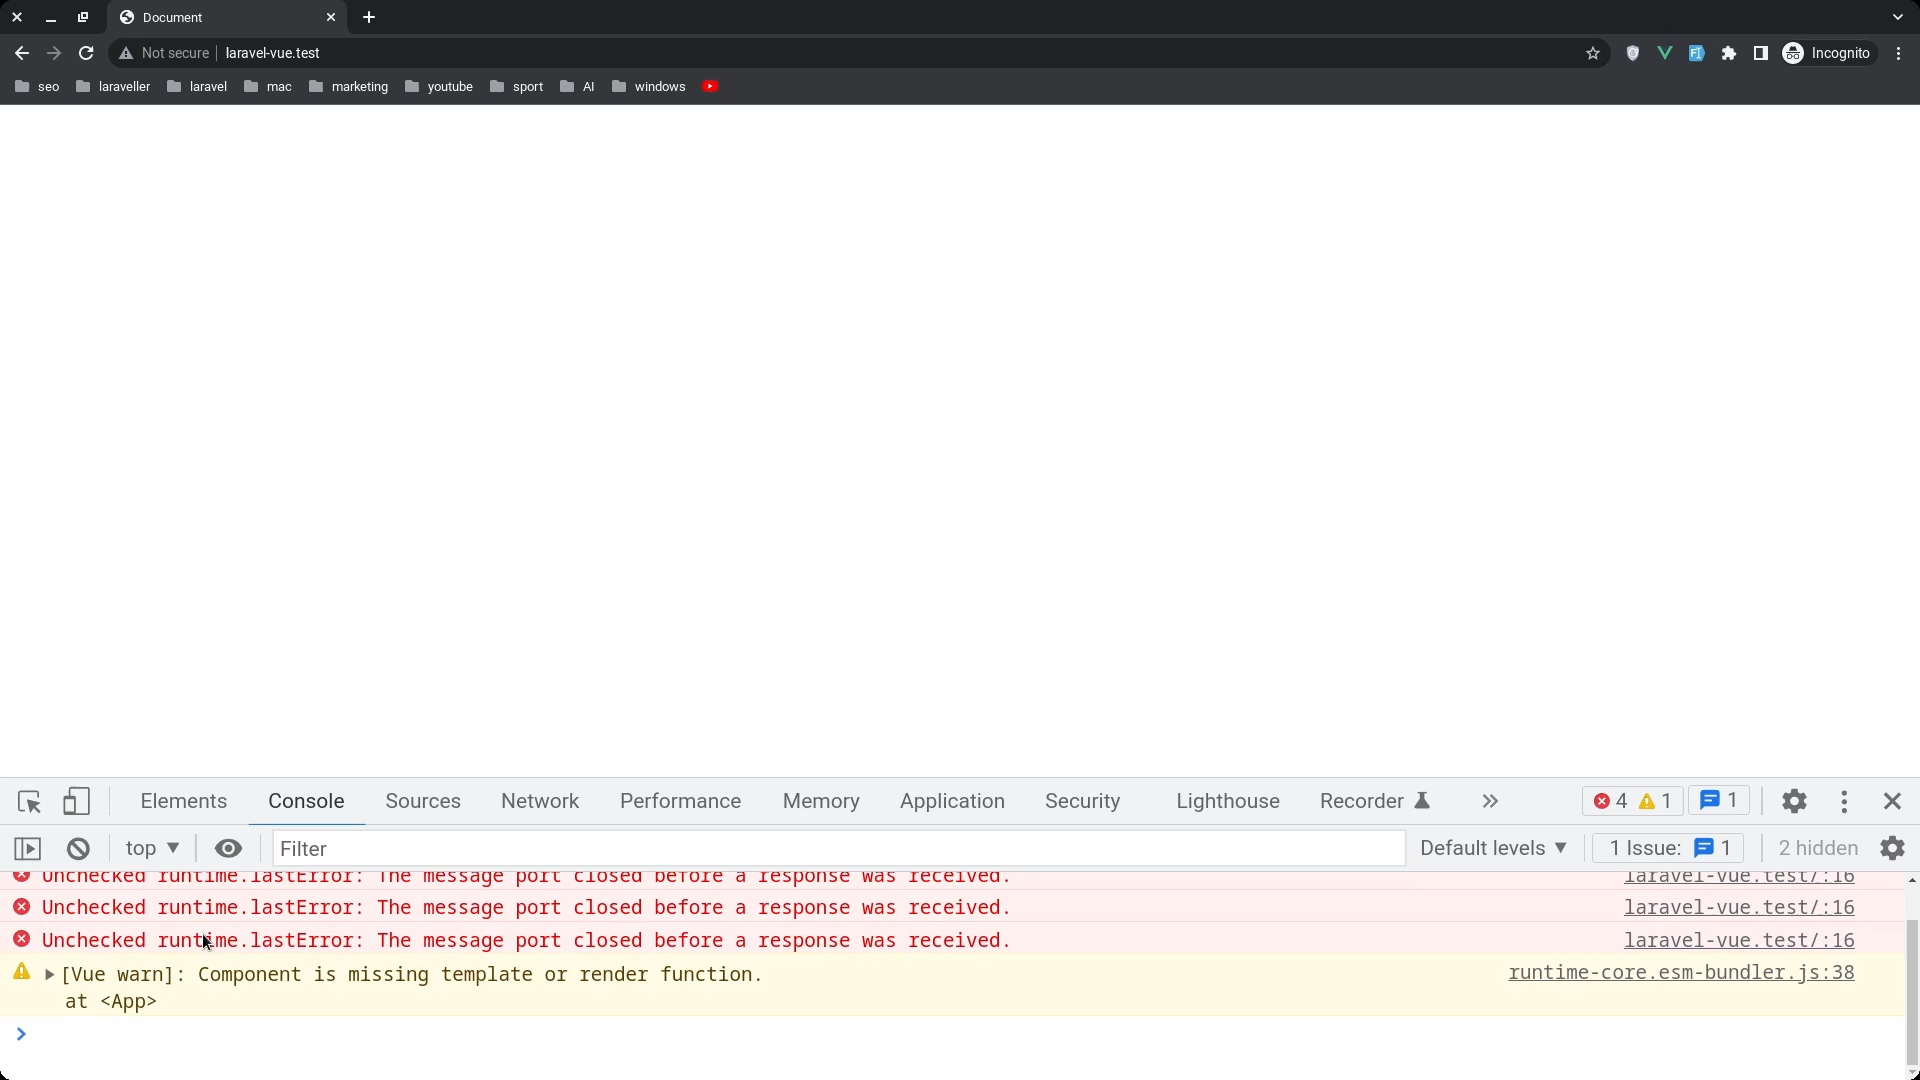 Document
Not secure laravel-vue.test Incognito
seo laraveller laravel mac marketing youtube sport AI windows
Elements Console Sources Network Performance Memory Application Security Lighthouse Recorder 4 1 1
top Filter Default levels 1 Issue: 1 2 hidden
Unchecked runtime.lastError: The message port closed before a response was received. laravel-vue.test/:16
Unchecked runtime.lastError: The message port closed before a response was received. laravel-vue.test/:16
Unchecked runtime.lastError: The message port closed before a response was received. laravel-vue.test/:16
[Vue warn]: Component is missing template or render function. runtime-core.esm-bundler.js:38
at <App>